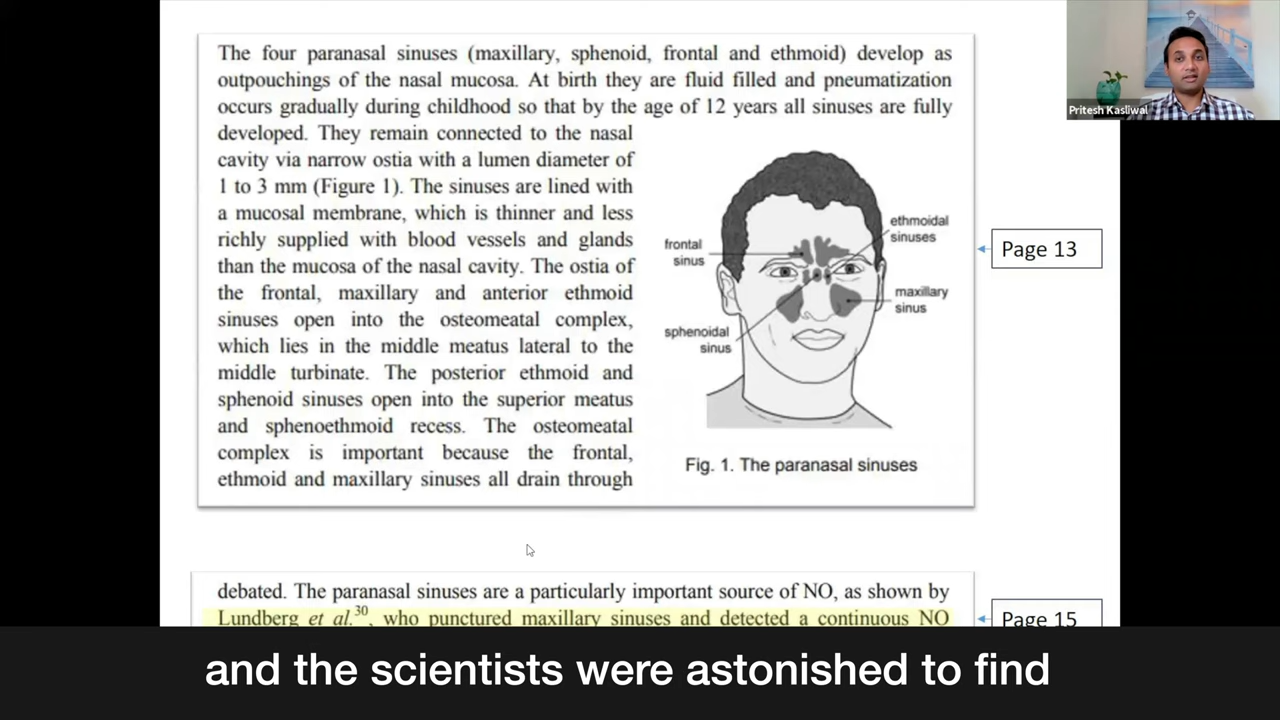 The four paranasal sinuses (maxillary, sphenoid, frontal and ethmoid) develop as
outpouchings of the nasal mucosa. At birth they are fluid filled and pneumatization
occurs gradually during childhood so that by the age of 12 years all sinuses are fully
developed. They remain connected to the nasal
cavity via narrow ostia with a lumen diameter of
1 to 3 mm (Figure 1). The sinuses are lined with
a mucosal membrane, which is thinner and less
richly supplied with blood vessels and glands
than the mucosa of the nasal cavity. The ostia of
the frontal, maxillary and anterior ethmoid
sinuses open into the osteomeatal complex,
which lies in the middle meatus lateral to the
middle turbinate. The posterior ethmoid and
sphenoid sinuses open into the superior meatus
and sphenoethmoid recess. The osteomeatal
complex is important because the frontal,
ethmoid and maxillary sinuses all drain through
frontal
sinus
ethmoidal
sinuses
maxillary
sinus
sphenoidal
sinus
Fig. 1. The paranasal sinuses
Page 13
Pritesh Kasliwal
debated. The paranasal sinuses are a particularly important source of NO, as shown by
Lundberg et al.30, who punctured maxillary sinuses and detected a continuous NO
Page 15
and the scientists were astonished to find